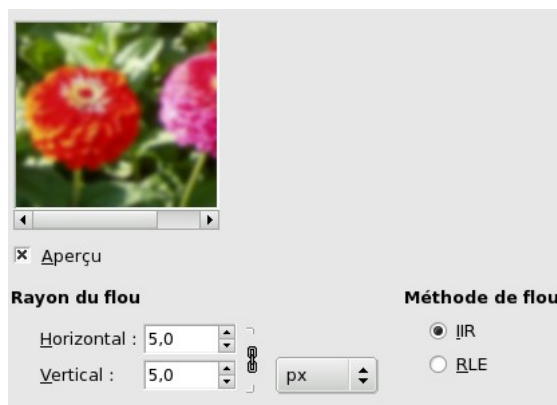 Aperçu
Rayon du flou
Horizontal : 5,0
Vertical : 5,0
px
Méthode de flou
IIR
RLE